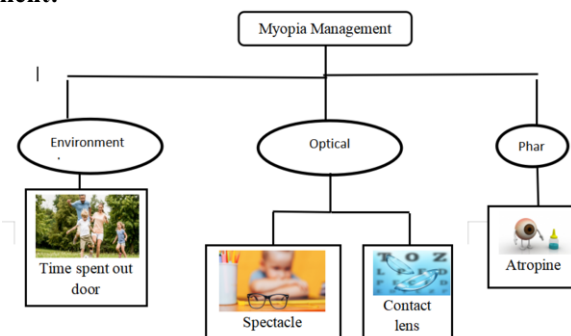 Myopia Management
Environment
Optical
Phar
Time spent out
door
Spectacle
Contact
lens
Atropine
T O Z